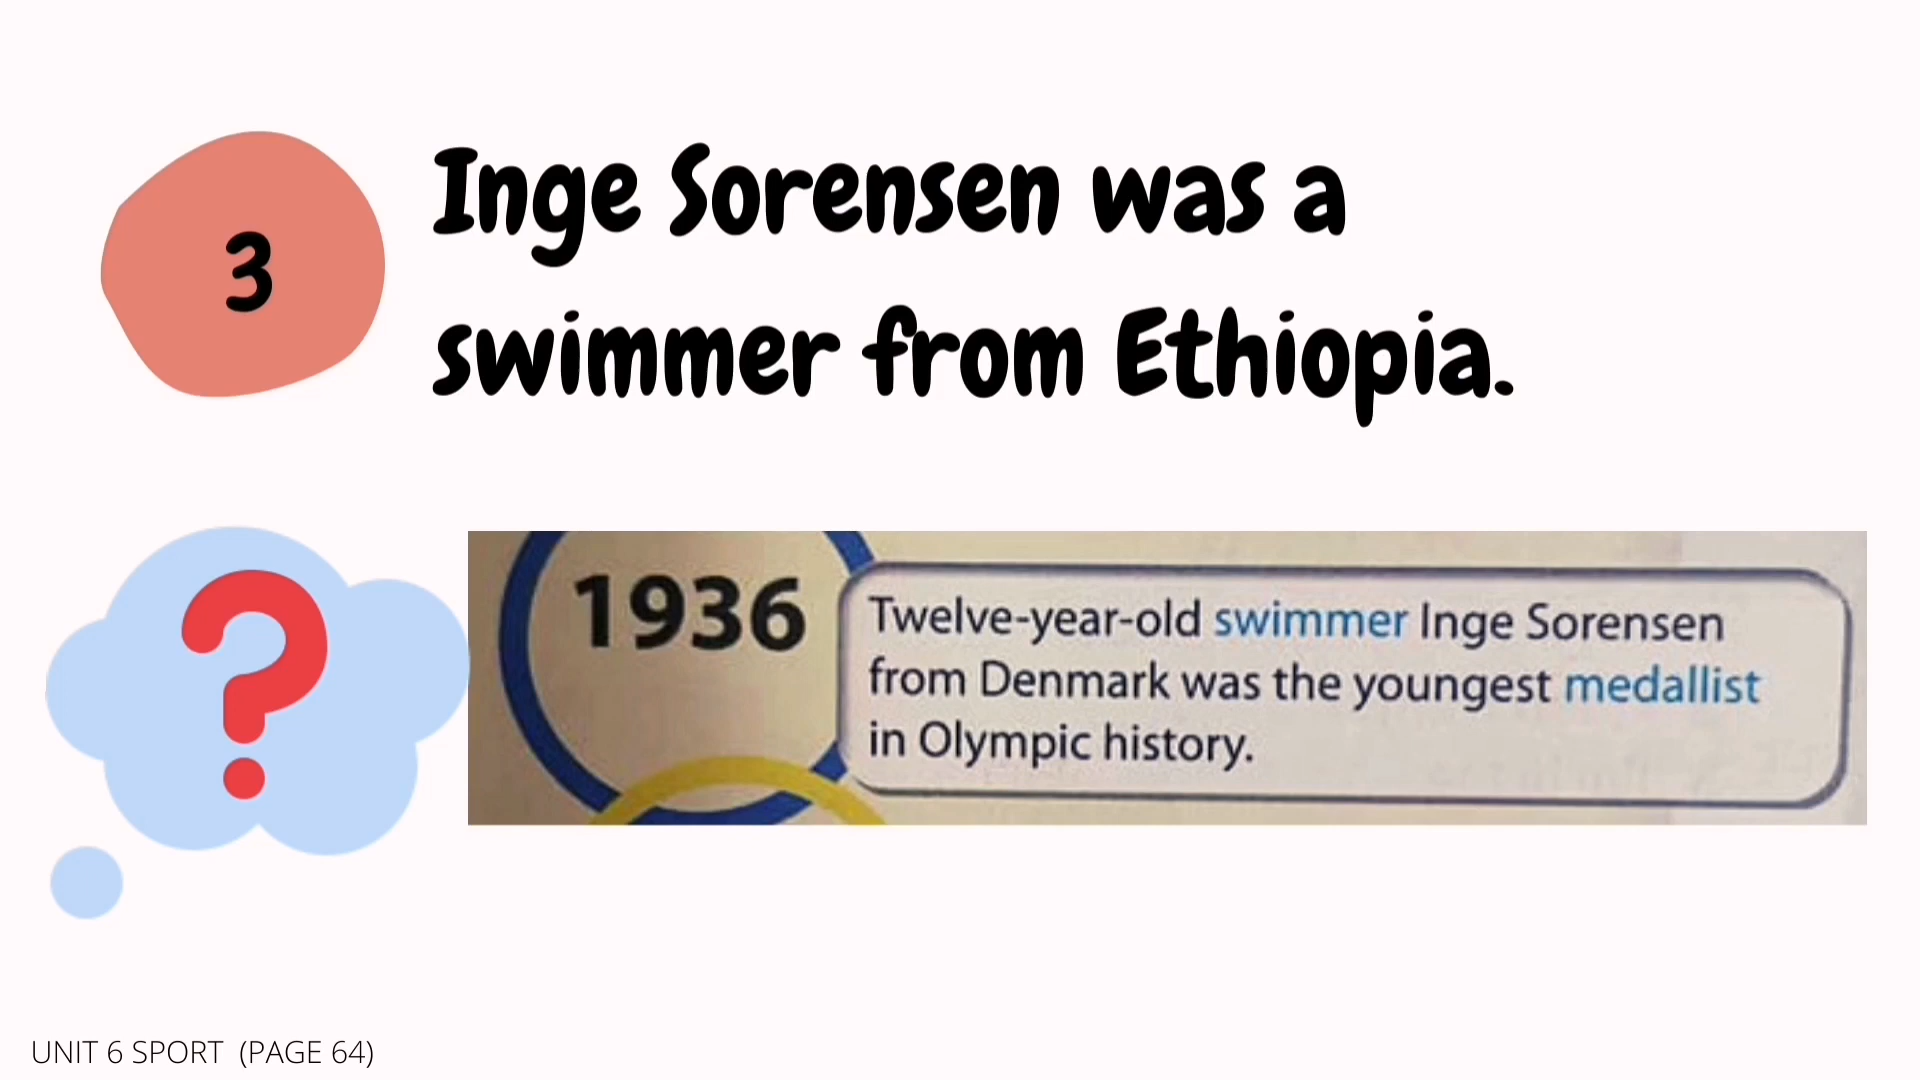 3
Inge Sorensen was a
swimmer from Ethiopia.
?
1936
Twelve-year-old swimmer Inge Sorensen
from Denmark was the youngest medallist
in Olympic history.
UNIT 6 SPORT (PAGE 64)